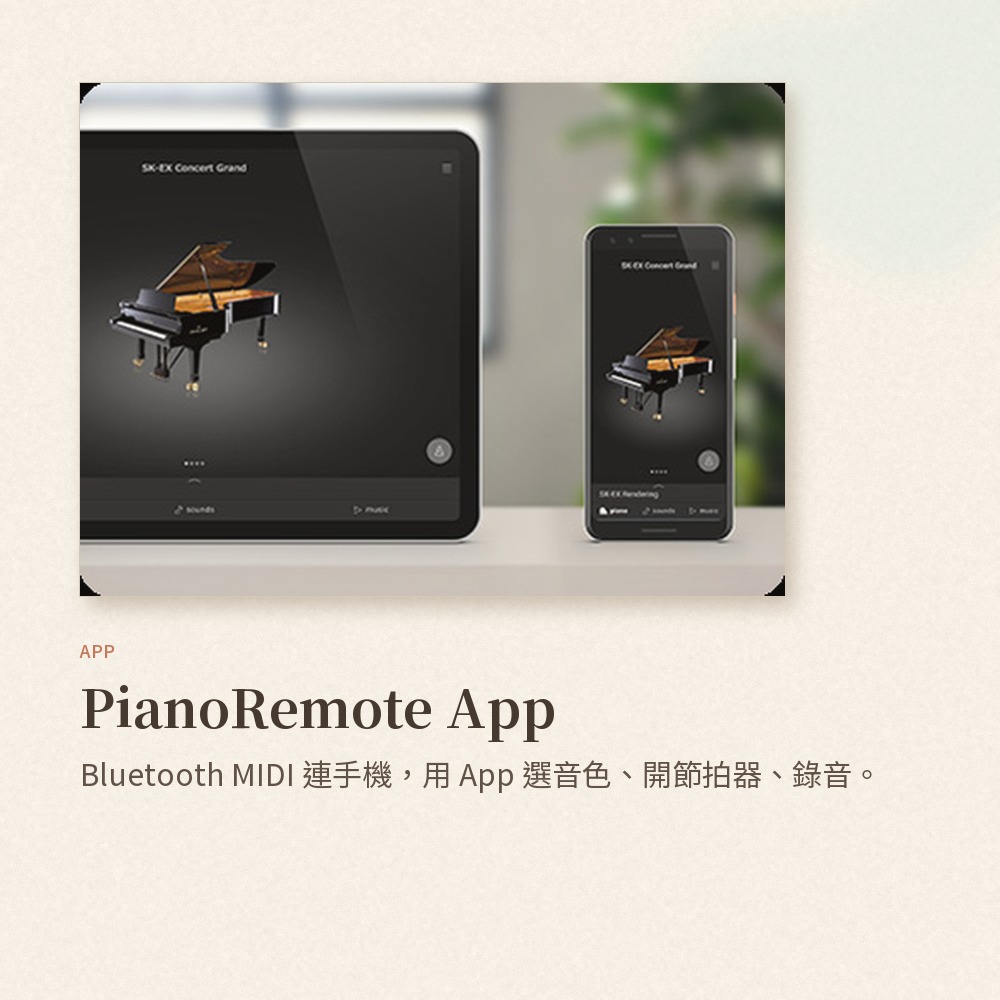 SK-EX Concert Grand
sounds
music
SK-EX Concert Grand
SK-EX Rendering
piano
sounds
music
APP
PianoRemote App
Bluetooth MIDI 連手機，用 App 選音色、開節拍器、錄音。